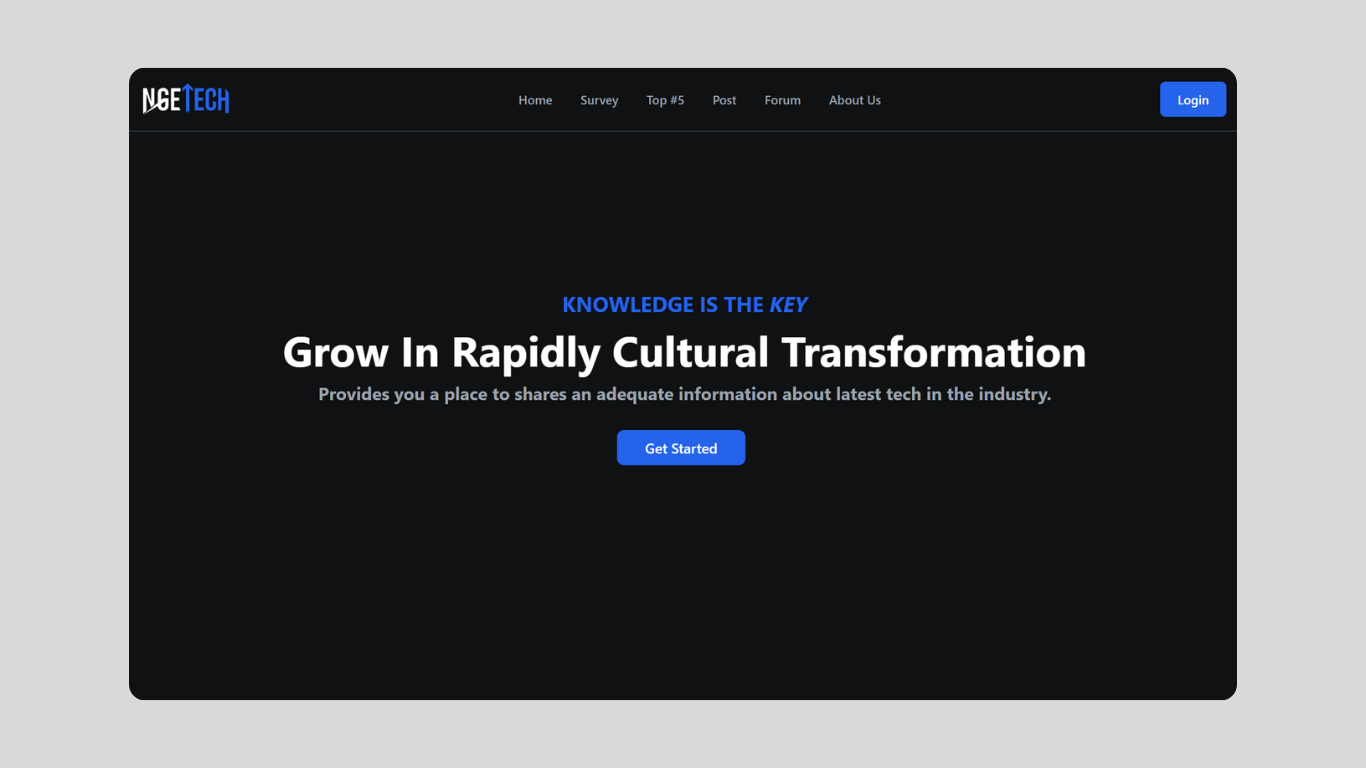 NGETECH
Home
Survey
Top #5
Post
Forum
About Us
Login
KNOWLEDGE IS THE KEY
Grow In Rapidly Cultural Transformation
Provides you a place to shares an adequate information about latest tech in the industry.
Get Started